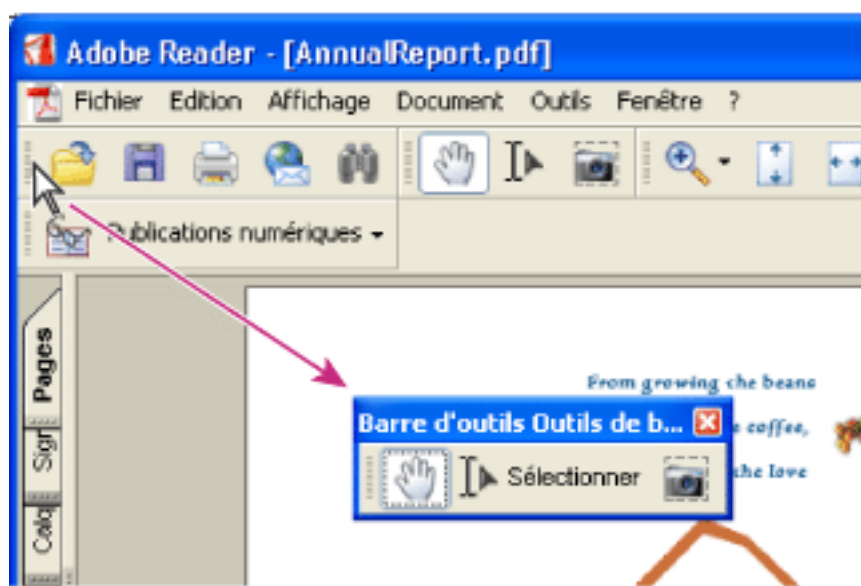 Adobe Reader - [AnnualReport.pdf]
Fichier Edition Affichage Document Outils Fenêtre ?
Publications numériques
Pages
Sign
Calq
From growing the beans
coffee,
the love
Barre d'outils Outils de b...
Sélectionner